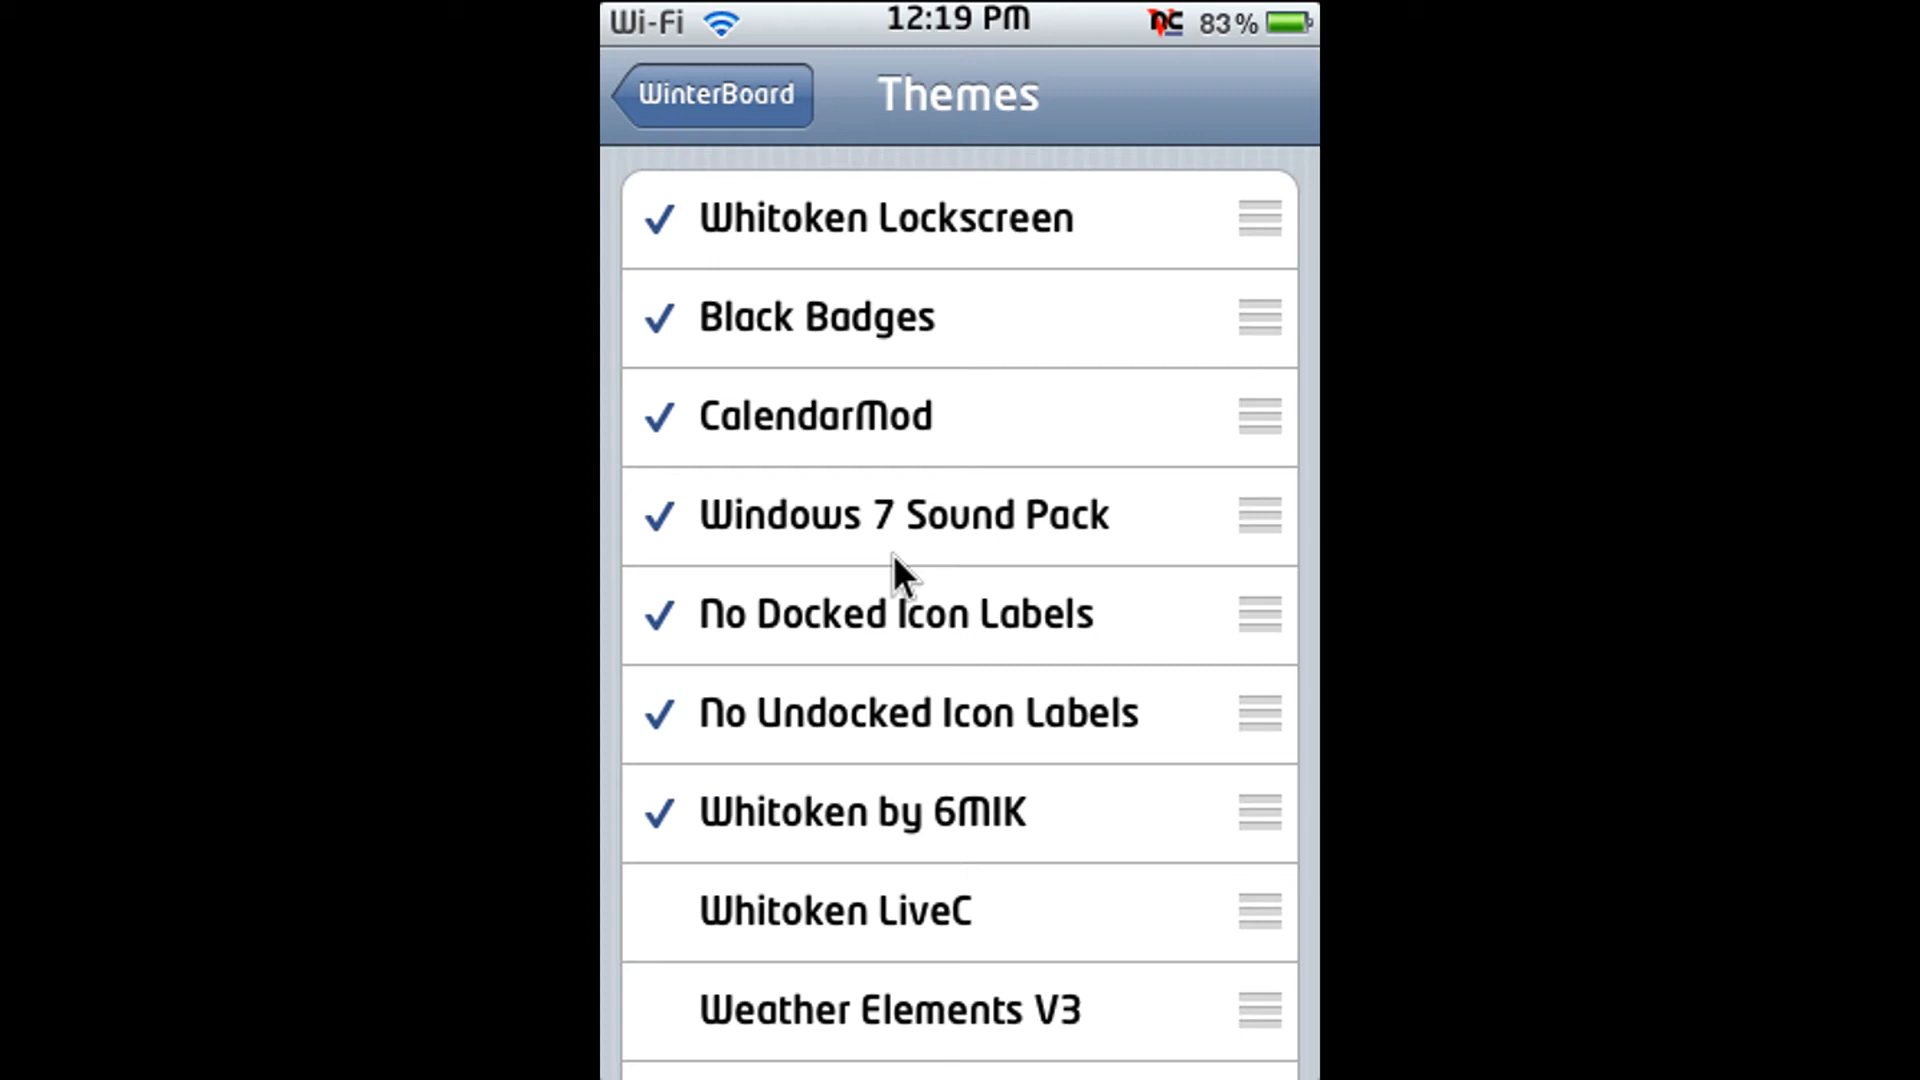 Wi-Fi 12:19 PM VNC 83%
WinterBoard Themes
Whitoken Lockscreen
Black Badges
CalendarMod
Windows 7 Sound Pack
No Docked Icon Labels
No Undocked Icon Labels
Whitoken by 6MIK
Whitoken LiveC
Weather Elements V3